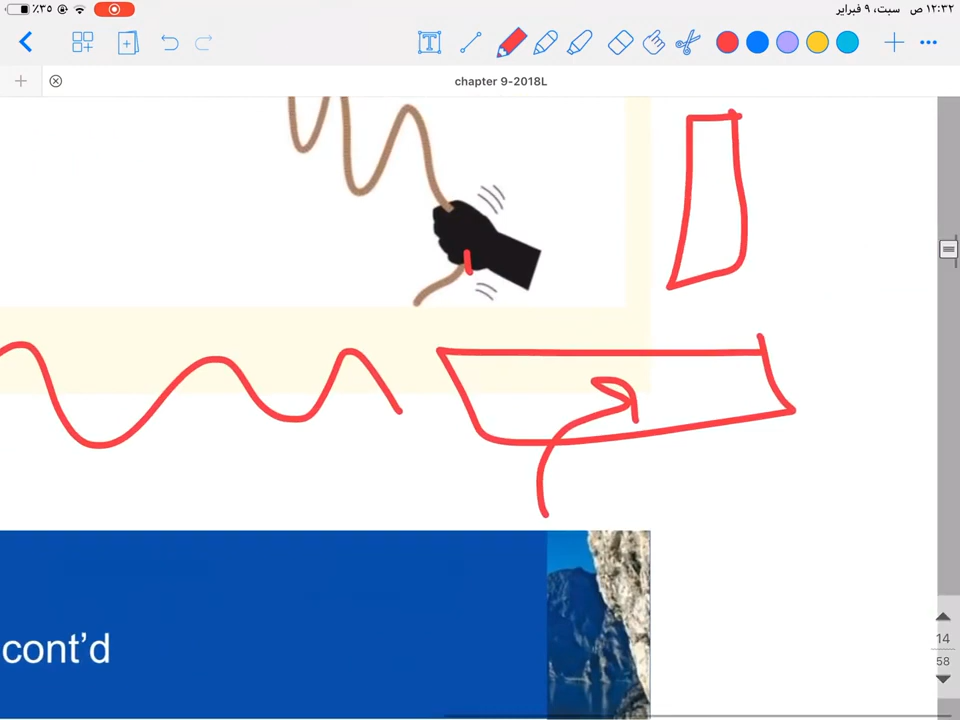 ٪٣٥ ١٢:٣٢ ص سبت، ٩ فبراير
T
chapter 9-2018L
14
58
cont'd